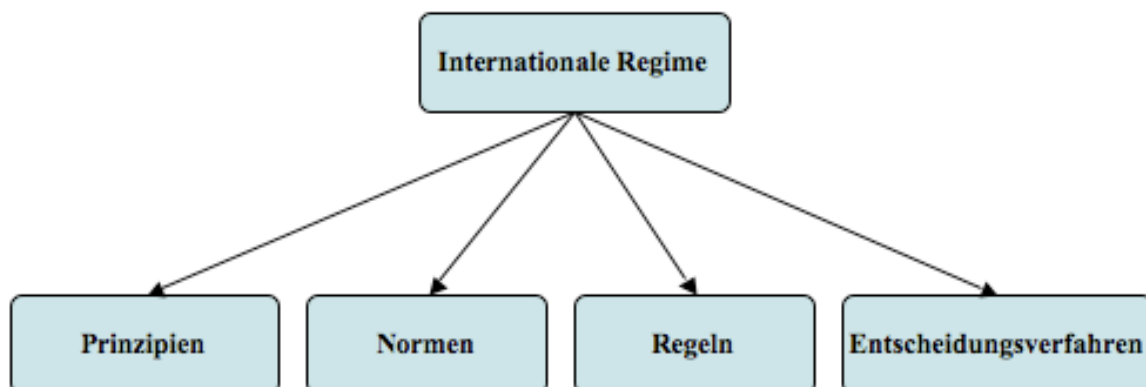 Internationale Regime
Prinzipien
Normen
Regeln
Entscheidungsverfahren